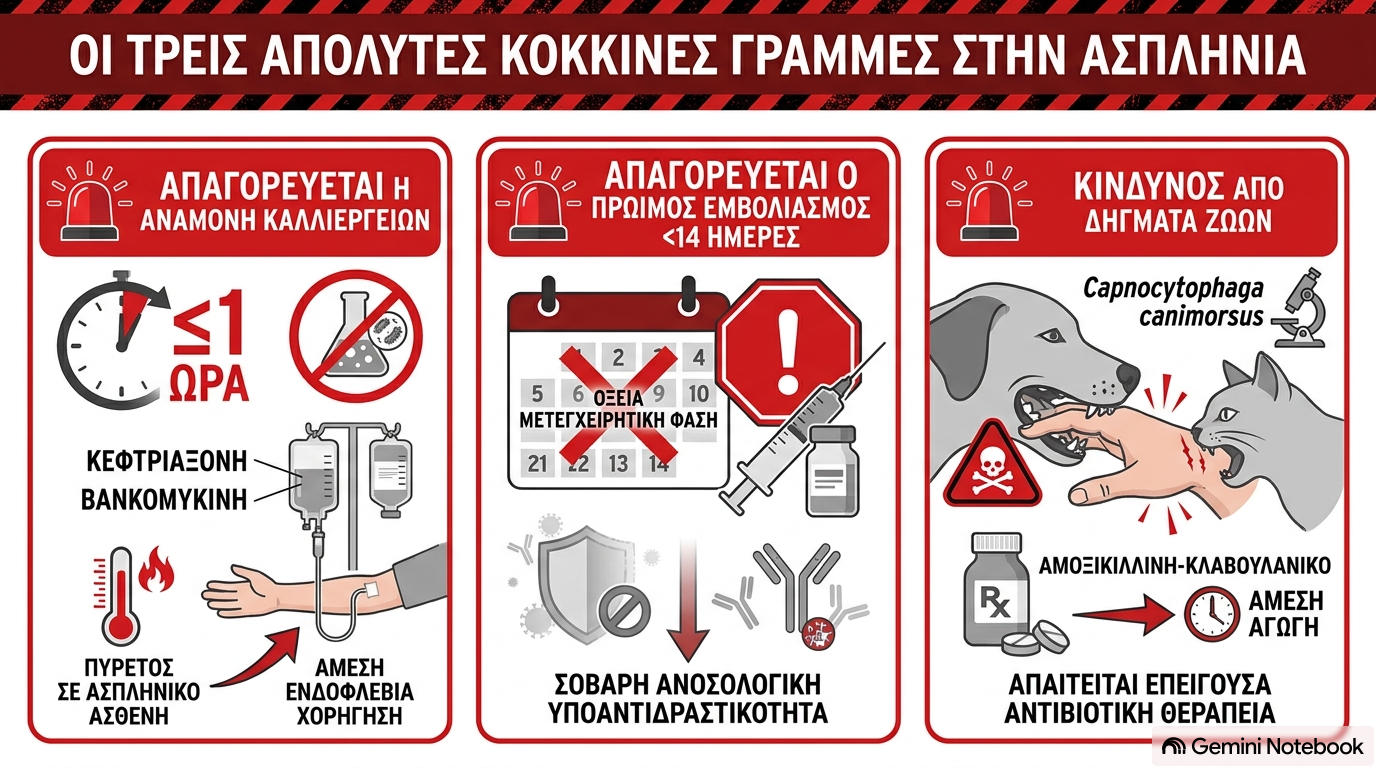 ΟΙ ΤΡΕΙΣ ΑΠΟΛΥΤΕΣ ΚΟΚΚΙΝΕΣ ΓΡΑΜΜΕΣ ΣΤΗΝ ΑΣΠΛΗΝΙΑ
ΑΠΑΓΟΡΕΥΕΤΑΙ Η
ΑΝΑΜΟΝΗ ΚΑΛΛΙΕΡΓΕΙΩΝ
≤1
ΩΡΑ
ΚΕΦΤΡΙΑΞΟΝΗ
ΒΑΝΚΟΜΥΚΙΝΗ
ΠΥΡΕΤΟΣ
ΣΕ ΑΣΠΛΗΝΙΚΟ
ΑΣΘΕΝΗ
ΑΜΕΣΗ
ΕΝΔΟΦΛΕΒΙΑ
ΧΟΡΗΓΗΣΗ
ΑΠΑΓΟΡΕΥΕΤΑΙ Ο
ΠΡΩΙΜΟΣ ΕΜΒΟΛΙΑΣΜΟΣ
<14 ΗΜΕΡΕΣ
1 2 3 4
5 6 9 10
ΟΞΕΙΑ
ΜΕΤΕΓΧΕΙΡΗΤΙΚΗ ΦΑΣΗ
21 22 13 14
ΣΟΒΑΡΗ ΑΝΟΣΟΛΟΓΙΚΗ
ΥΠΟΑΝΤΙΔΡΑΣΤΙΚΟΤΗΤΑ
ΚΙΝΔΥΝΟΣ ΑΠΟ
ΔΗΓΜΑΤΑ ΖΩΩΝ
Capnocytophaga
canimorsus
ΑΜΟΞΙΚΙΛΛΙΝΗ-ΚΛΑΒΟΥΛΑΝΙΚΟ
Rx
ΑΜΕΣΗ
ΑΓΩΓΗ
ΑΠΑΙΤΕΙΤΑΙ ΕΠΕΙΓΟΥΣΑ
ΑΝΤΙΒΙΟΤΙΚΗ ΘΕΡΑΠΕΙΑ
Gemini Notebook